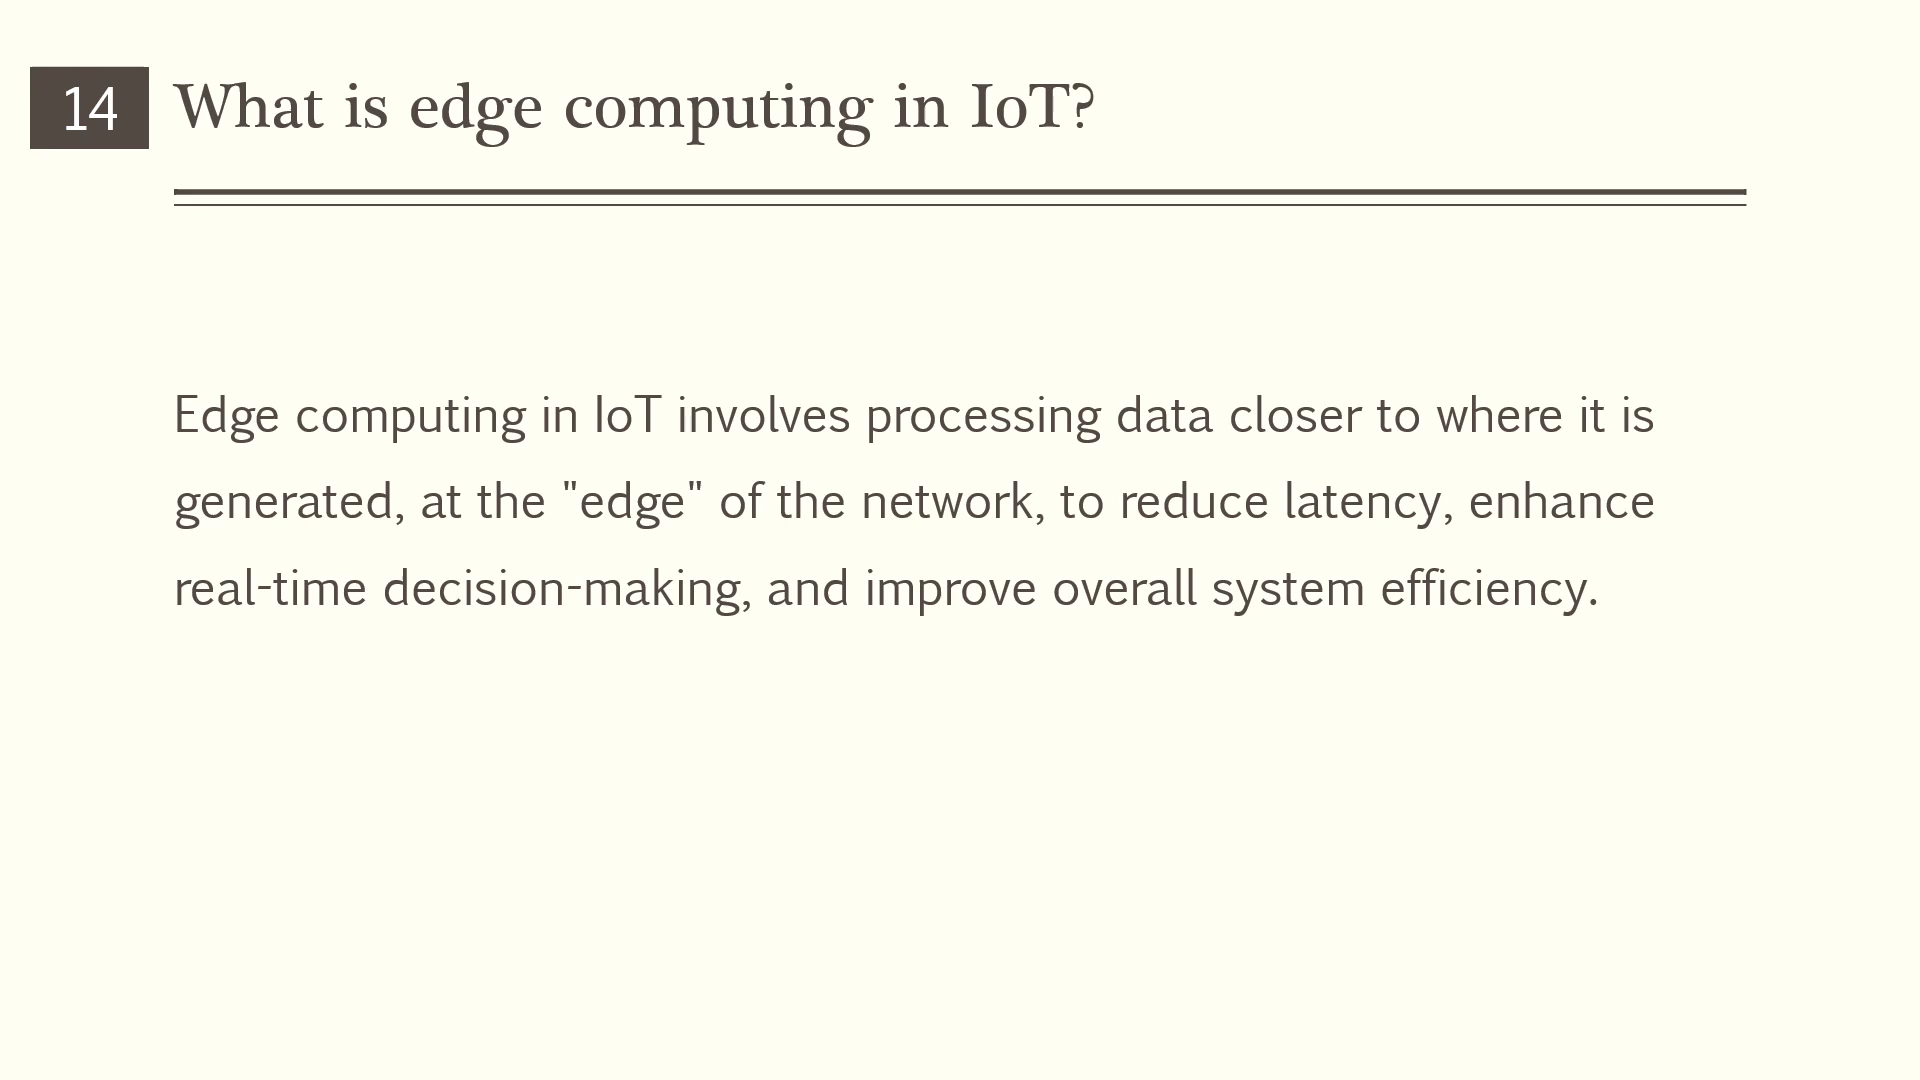 14
What is edge computing in IoT?
Edge computing in IoT involves processing data closer to where it is
generated, at the "edge" of the network, to reduce latency, enhance
real-time decision-making, and improve overall system efficiency.